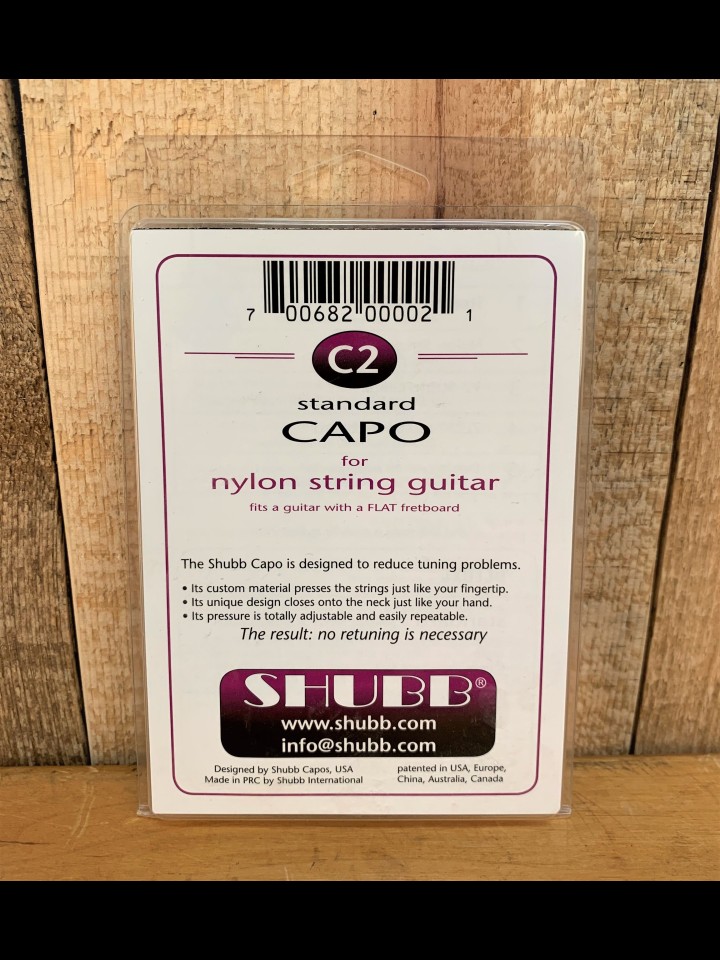 7 00682 00002 1
C2
standard
CAPO
for
nylon string guitar
fits a guitar with a FLAT fretboard
The Shubb Capo is designed to reduce tuning problems.
• Its custom material presses the strings just like your fingertip.
• Its unique design closes onto the neck just like your hand.
• Its pressure is totally adjustable and easily repeatable.
The result: no retuning is necessary
SHUBB®
www.shubb.com
info@shubb.com
Designed by Shubb Capos, USA
Made in PRC by Shubb International
patented in USA, Europe,
China, Australia, Canada